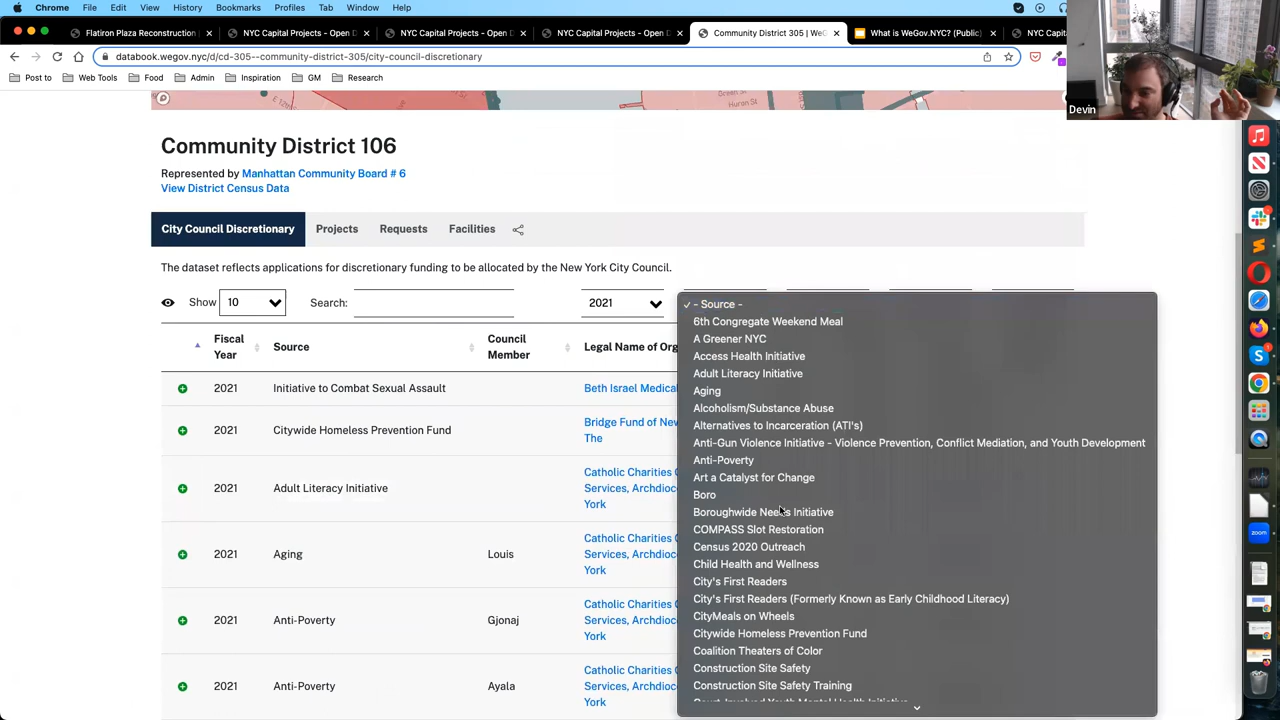 Chrome File Edit View History Bookmarks Profiles Tab Window Help
Flatiron Plaza Reconstruction
NYC Capital Projects - Open D
NYC Capital Projects - Open D
NYC Capital Projects - Open D
Community District 305 | WeG
What is WeGov.NYC? (Public)
NYC Capital
databook.wegov.nyc/d/cd-305--community-district-305/city-council-discretionary
Post to Web Tools Food Admin Inspiration GM Research
Devin
E 12
Huron St
Community District 106
Represented by Manhattan Community Board # 6
View District Census Data
City Council Discretionary Projects Requests Facilities
The dataset reflects applications for discretionary funding to be allocated by the New York City Council.
Show 10 Search: 2021
Fiscal Year Source Council Member Legal Name of Org
2021 Initiative to Combat Sexual Assault Beth Israel Medical
2021 Citywide Homeless Prevention Fund Bridge Fund of New
The
2021 Adult Literacy Initiative Catholic Charities
Services, Archdioc
York
2021 Aging Louis Catholic Charities
Services, Archdioc
York
2021 Anti-Poverty Gjonaj Catholic Charities
Services, Archdioc
York
2021 Anti-Poverty Ayala Catholic Charities
Services, Archdioc
York
- Source -
6th Congregate Weekend Meal
A Greener NYC
Access Health Initiative
Adult Literacy Initiative
Aging
Alcoholism/Substance Abuse
Alternatives to Incarceration (ATI's)
Anti-Gun Violence Initiative - Violence Prevention, Conflict Mediation, and Youth Development
Anti-Poverty
Art a Catalyst for Change
Boro
Boroughwide Needs Initiative
COMPASS Slot Restoration
Census 2020 Outreach
Child Health and Wellness
City's First Readers
City's First Readers (Formerly Known as Early Childhood Literacy)
CityMeals on Wheels
Citywide Homeless Prevention Fund
Coalition Theaters of Color
Construction Site Safety
Construction Site Safety Training
Court-Involved Youth Mental Health Initiative